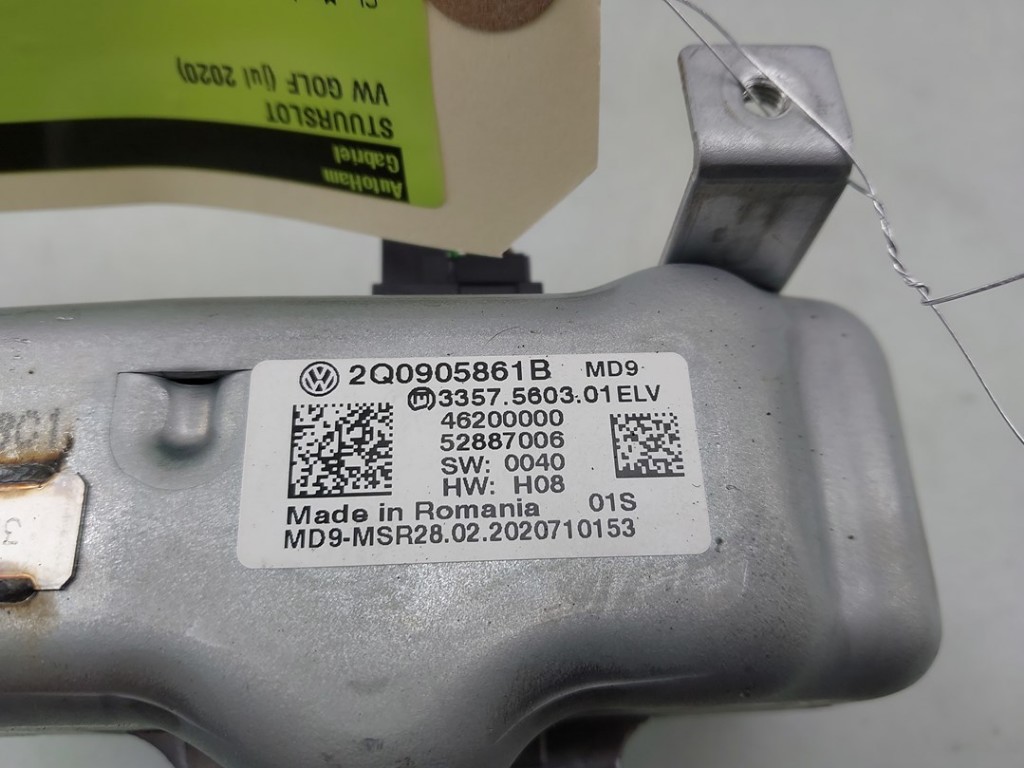 AutoHam
Gabriel
STUURSLOT
VW GOLF (jul 2020)
2Q0905861B MD9
3357.5603.01ELV
46200000
52887006
SW: 0040
HW: H08
Made in Romania 01S
MD9-MSR28.02.2020710153
3